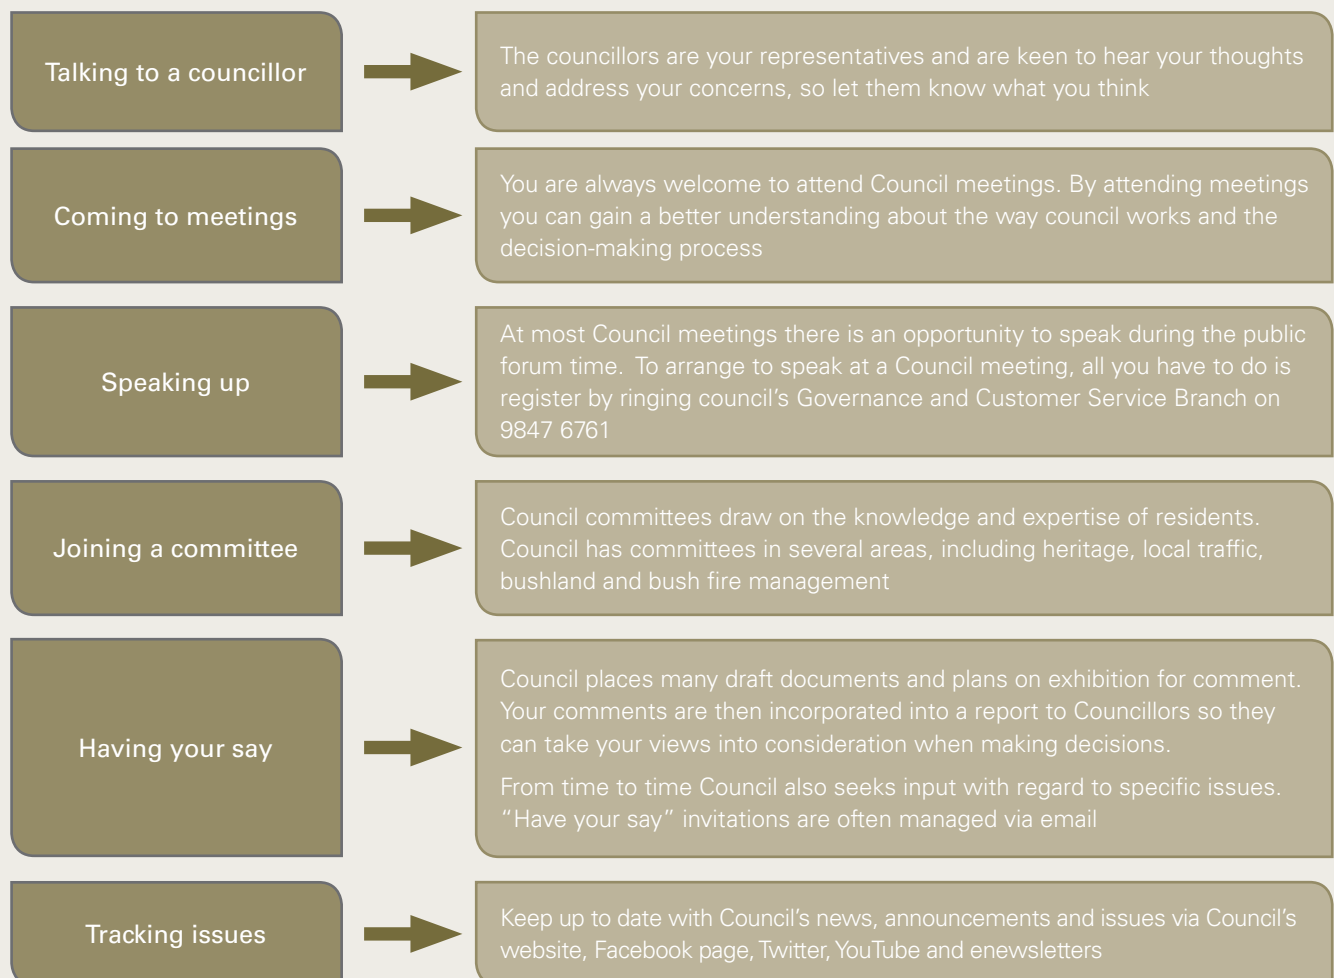 Talking to a councillor
The councillors are your representatives and are keen to hear your thoughts
and address your concerns, so let them know what you think
Coming to meetings
You are always welcome to attend Council meetings. By attending meetings
you can gain a better understanding about the way council works and the
decision-making process
Speaking up
At most Council meetings there is an opportunity to speak during the public
forum time. To arrange to speak at a Council meeting, all you have to do is
register by ringing council's Governance and Customer Service Branch on
9847 6761
Joining a committee
Council committees draw on the knowledge and expertise of residents.
Council has committees in several areas, including heritage, local traffic,
bushland and bush fire management
Having your say
Council places many draft documents and plans on exhibition for comment.
Your comments are then incorporated into a report to Councillors so they
can take your views into consideration when making decisions.
From time to time Council also seeks input with regard to specific issues.
“Have your say” invitations are often managed via email
Tracking issues
Keep up to date with Council's news, announcements and issues via Council's
website, Facebook page, Twitter, YouTube and enewsletters